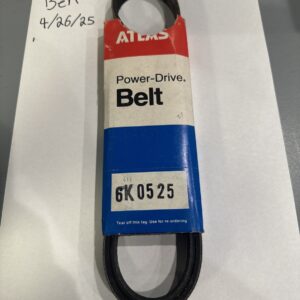 Belt
4/26/25
ATLAS
Power-Drive.
Belt
6K0525
Tear off this tag. Use for re-ordering